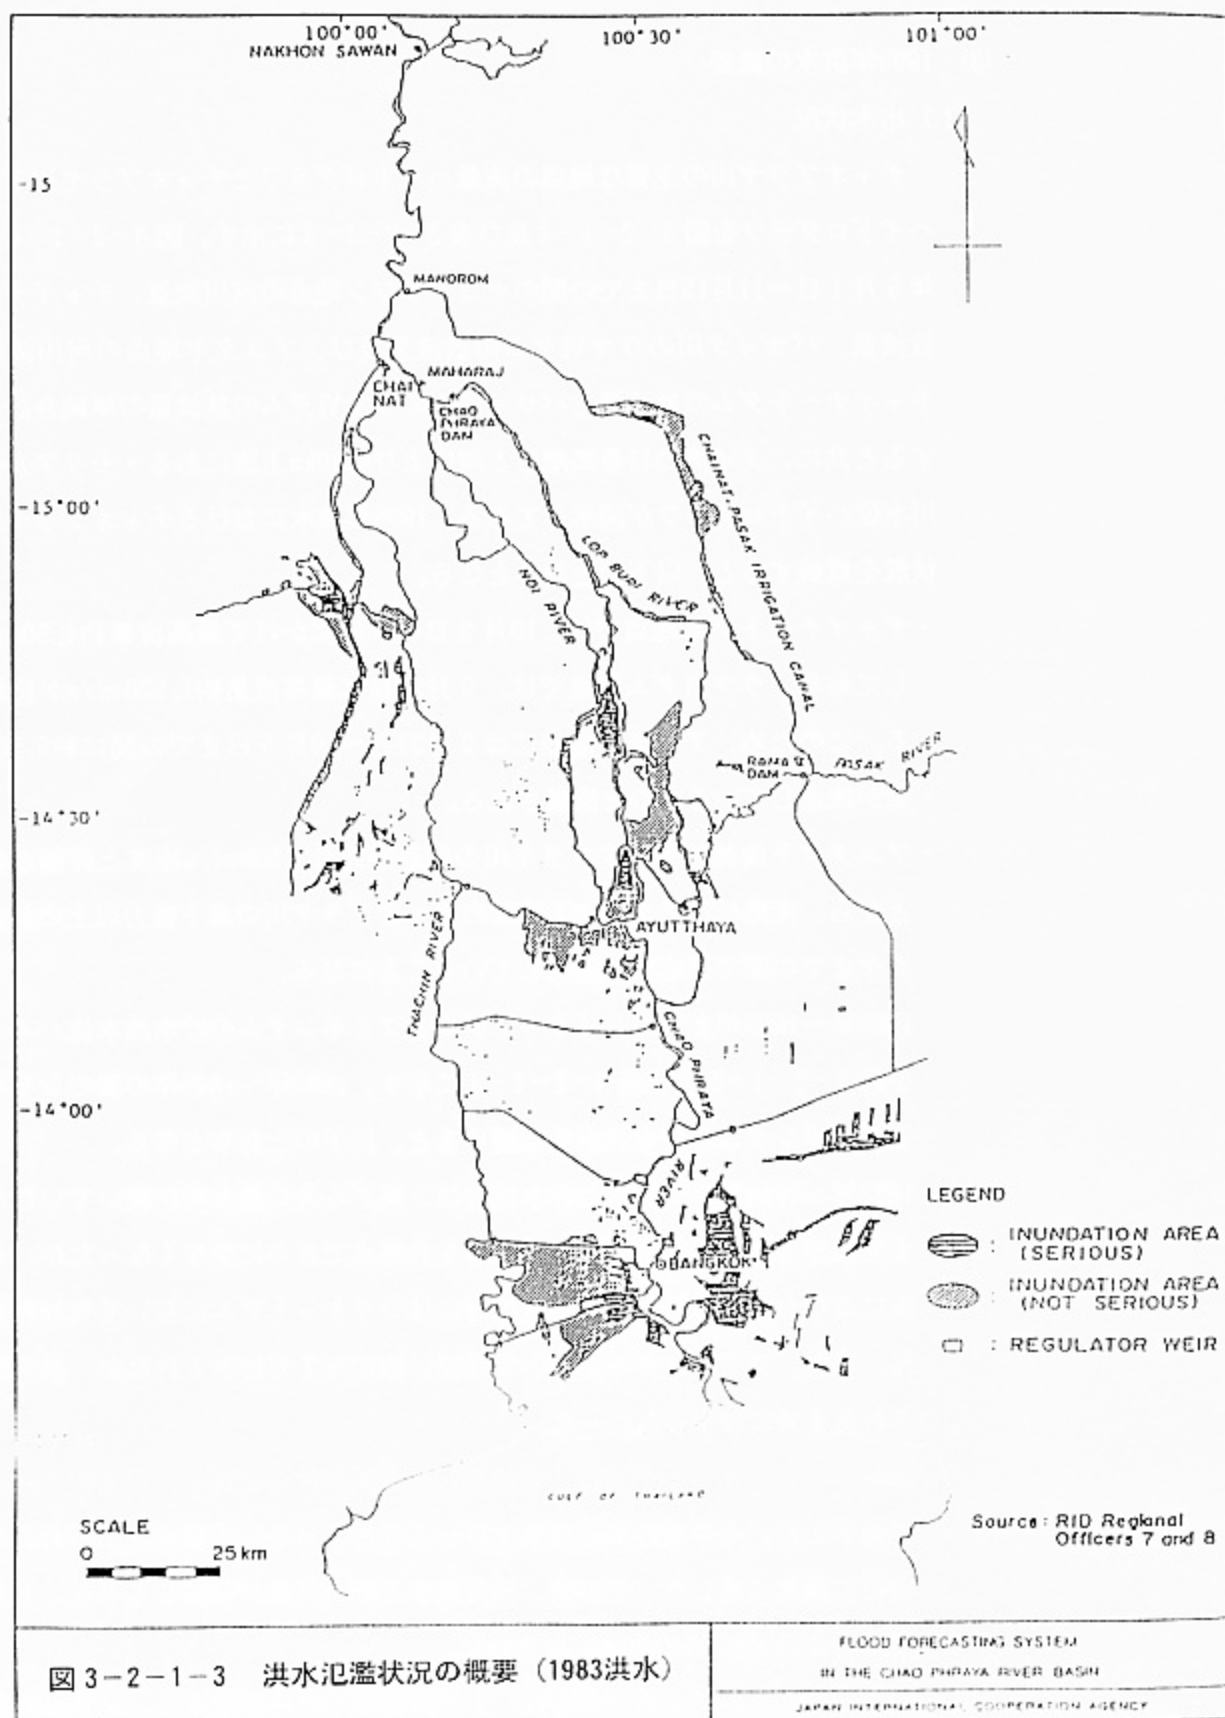 100°00'
100°30'
101°00'
NAKHON SAWAN
-15
MANOROM
MAHARAJ
CHAI
NAT
CHAO
PHRAYA
DAM
CHAINAT-PASAK IRRIGATION CANAL
-15°00'
LOP BURI RIVER
NOI RIVER
RAMA
DAM
PASAK RIVER
-14°30'
AYUTTHAYA
THACHIN RIVER
CHAO PHRAYA
RIVER
-14°00'
BANGKOK
LEGEND
: INUNDATION AREA
(SERIOUS)
: INUNDATION AREA
(NOT SERIOUS)
: REGULATOR WEIR
GULF OF THAILAND
SCALE
0 25 km
Source : RID Regional
Officers 7 and 8
図3-2-1-3 洪水氾濫状況の概要（1983洪水）
FLOOD FORECASTING SYSTEM
IN THE CHAO PHRAYA RIVER BASIN
JAPAN INTERNATIONAL COOPERATION AGENCY